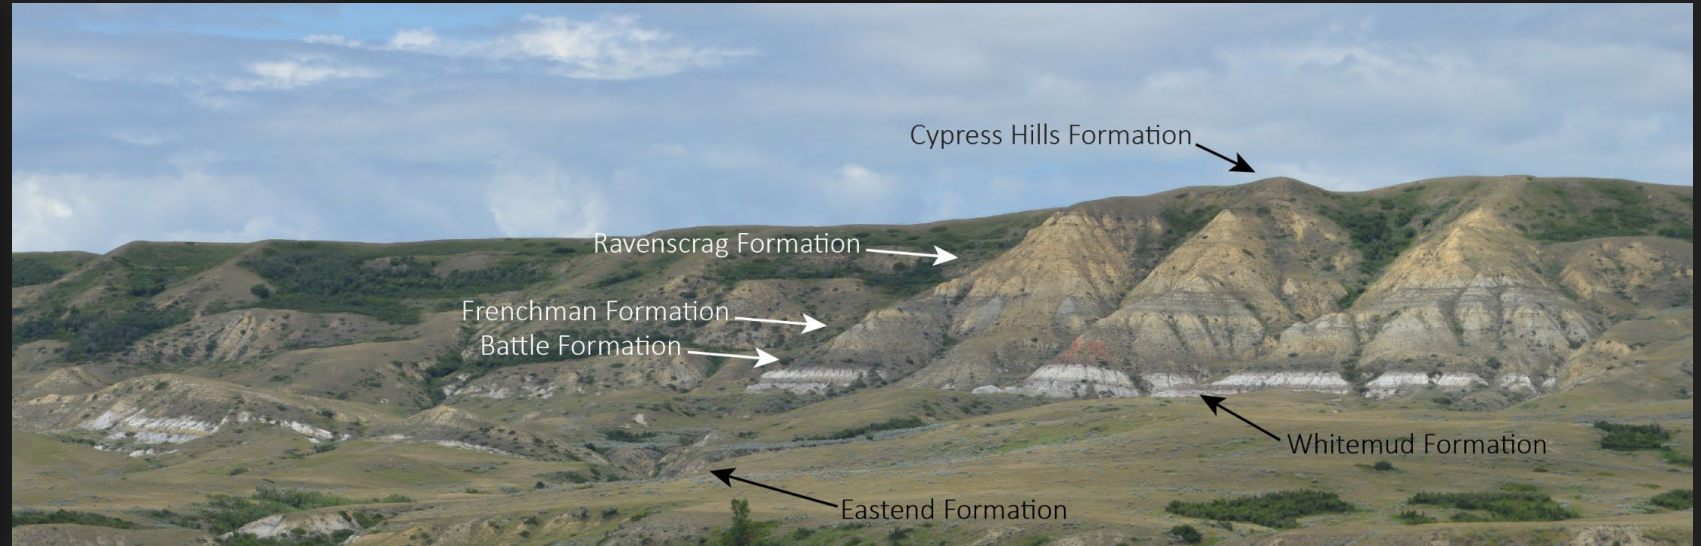 Cypress Hills Formation
Ravenscrag Formation
Frenchman Formation
Battle Formation
Whitemud Formation
Eastend Formation